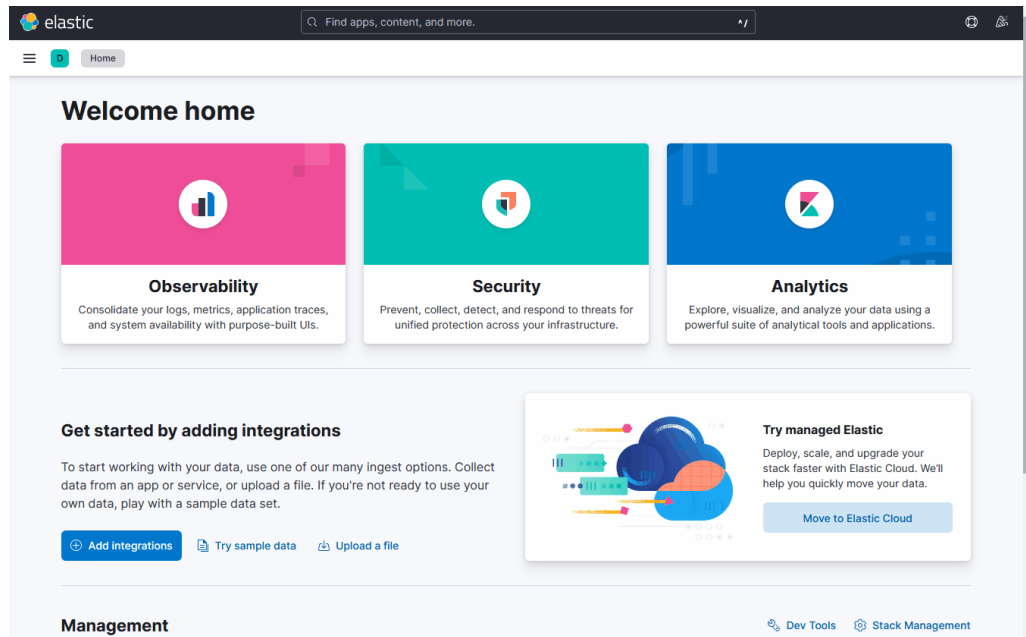 elastic
Find apps, content, and more.
^/
D
Home
Welcome home
Observability
Consolidate your logs, metrics, application traces,
and system availability with purpose-built UIs.
Security
Prevent, collect, detect, and respond to threats for
unified protection across your infrastructure.
Analytics
Explore, visualize, and analyze your data using a
powerful suite of analytical tools and applications.
Get started by adding integrations
To start working with your data, use one of our many ingest options. Collect
data from an app or service, or upload a file. If you're not ready to use your
own data, play with a sample data set.
Add integrations
Try sample data
Upload a file
Try managed Elastic
Deploy, scale, and upgrade your
stack faster with Elastic Cloud. We'll
help you quickly move your data.
Move to Elastic Cloud
Management
Dev Tools
Stack Management